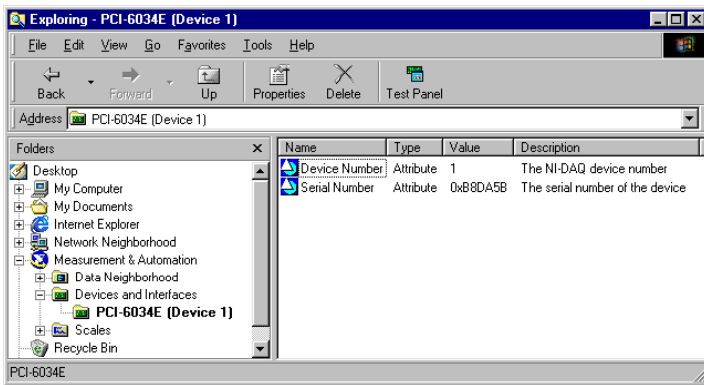 Exploring - PCI-6034E (Device 1)
File Edit View Go Favorites Tools Help
Back Forward Up Properties Delete Test Panel
Address PCI-6034E (Device 1)
Folders x
Name Type Value Description
Device Number Attribute 1 The NI-DAQ device number
Serial Number Attribute 0xB8DA5B The serial number of the device
Desktop
My Computer
My Documents
Internet Explorer
Network Neighborhood
Measurement & Automation
Data Neighborhood
Devices and Interfaces
PCI-6034E (Device 1)
Scales
Recycle Bin
PCI-6034E